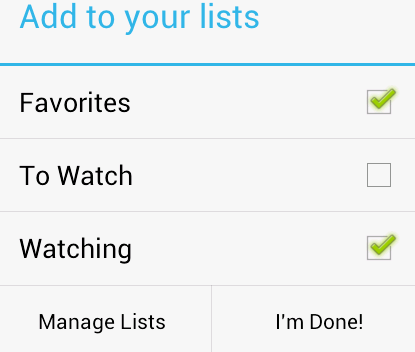 Add to your lists
Favorites
To Watch
Watching
Manage Lists
I'm Done!